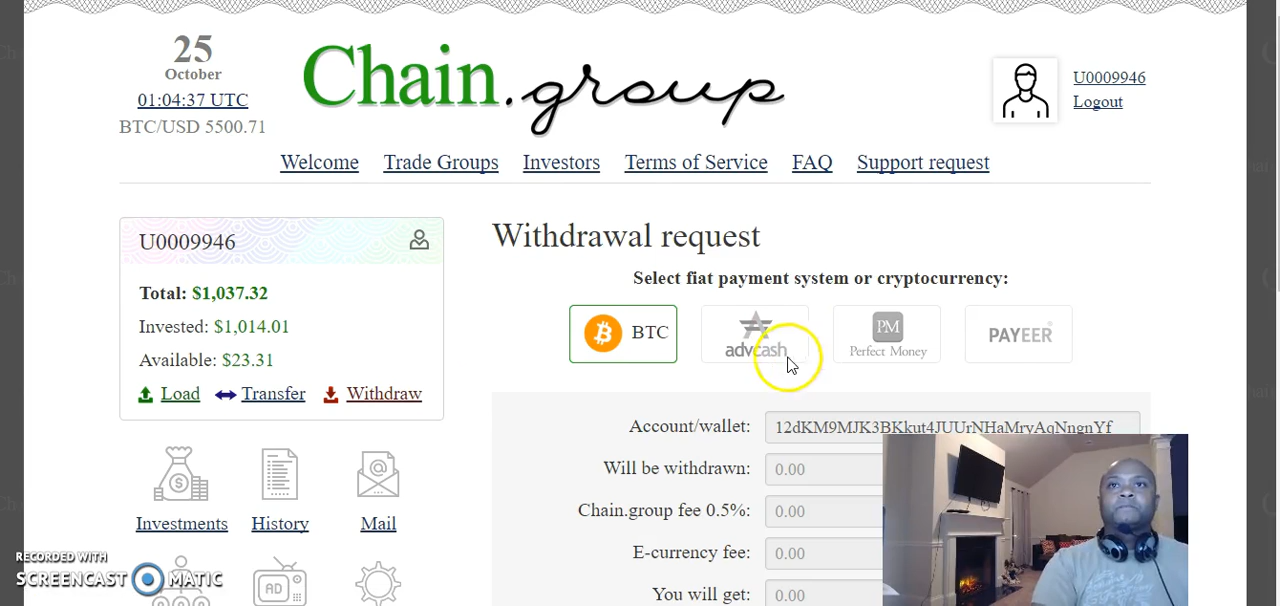 25
October
01:04:37 UTC
BTC/USD 5500.71
Chain.group
U0009946
Logout
Welcome Trade Groups Investors Terms of Service FAQ Support request
U0009946
Total: $1,037.32
Invested: $1,014.01
Available: $23.31
Load Transfer Withdraw
Investments History Mail
AD
Withdrawal request
Select fiat payment system or cryptocurrency:
BTC advcash PM Perfect Money PAYEER
Account/wallet: 12dKM9MJK3BKkut4JUUrNHaMrvAqNngnYf
Will be withdrawn: 0.00
Chain.group fee 0.5%: 0.00
E-currency fee: 0.00
You will get: 0.00
RECORDED WITH
SCREENCAST MATIC